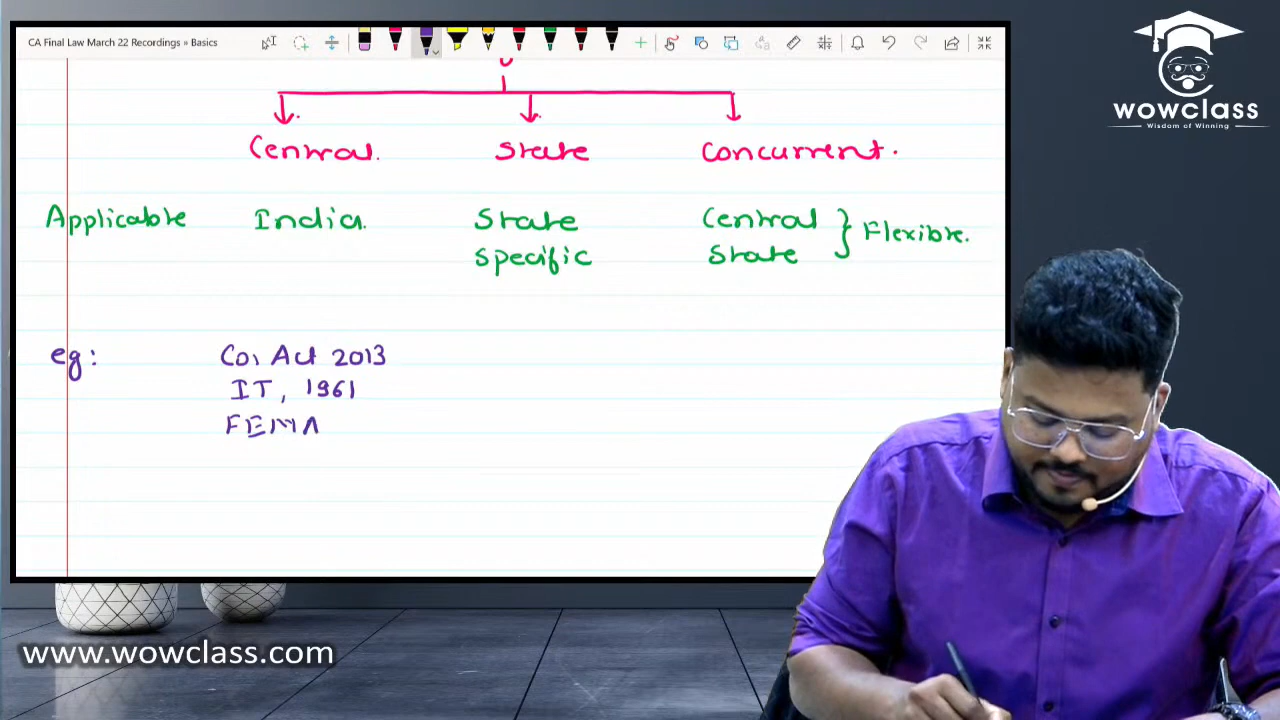 CA Final Law March 22 Recordings » Basics
wowclass
Wisdom of Winning
Central. State Concurrent.
Applicable India. State Central } Flexible.
specific State
eg: Co, Act 2013
IT, 1961
FEMA
www.wowclass.com